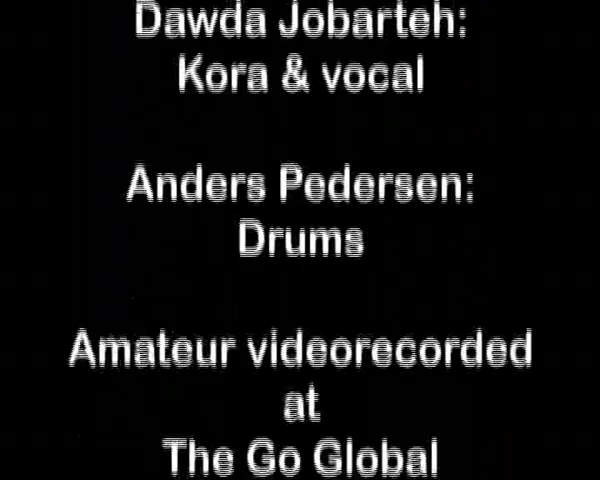 Dawda Jobarteh:
Kora & vocal
Anders Pedersen:
Drums
Amateur videorecorded
at
The Go Global